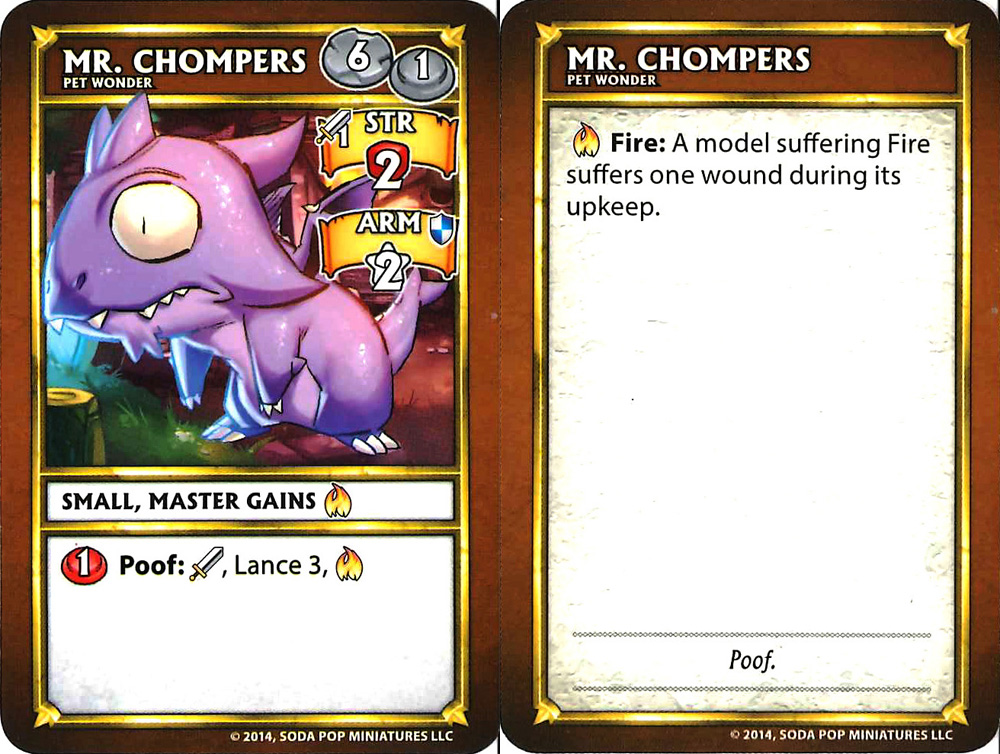 MR. CHOMPERS
PET WONDER
6
1
1 STR
2
ARM
2
SMALL, MASTER GAINS
1 Poof: , Lance 3,
© 2014, SODA POP MINIATURES LLC
MR. CHOMPERS
PET WONDER
Fire: A model suffering Fire
suffers one wound during its
upkeep.
Poof.
© 2014, SODA POP MINIATURES LLC